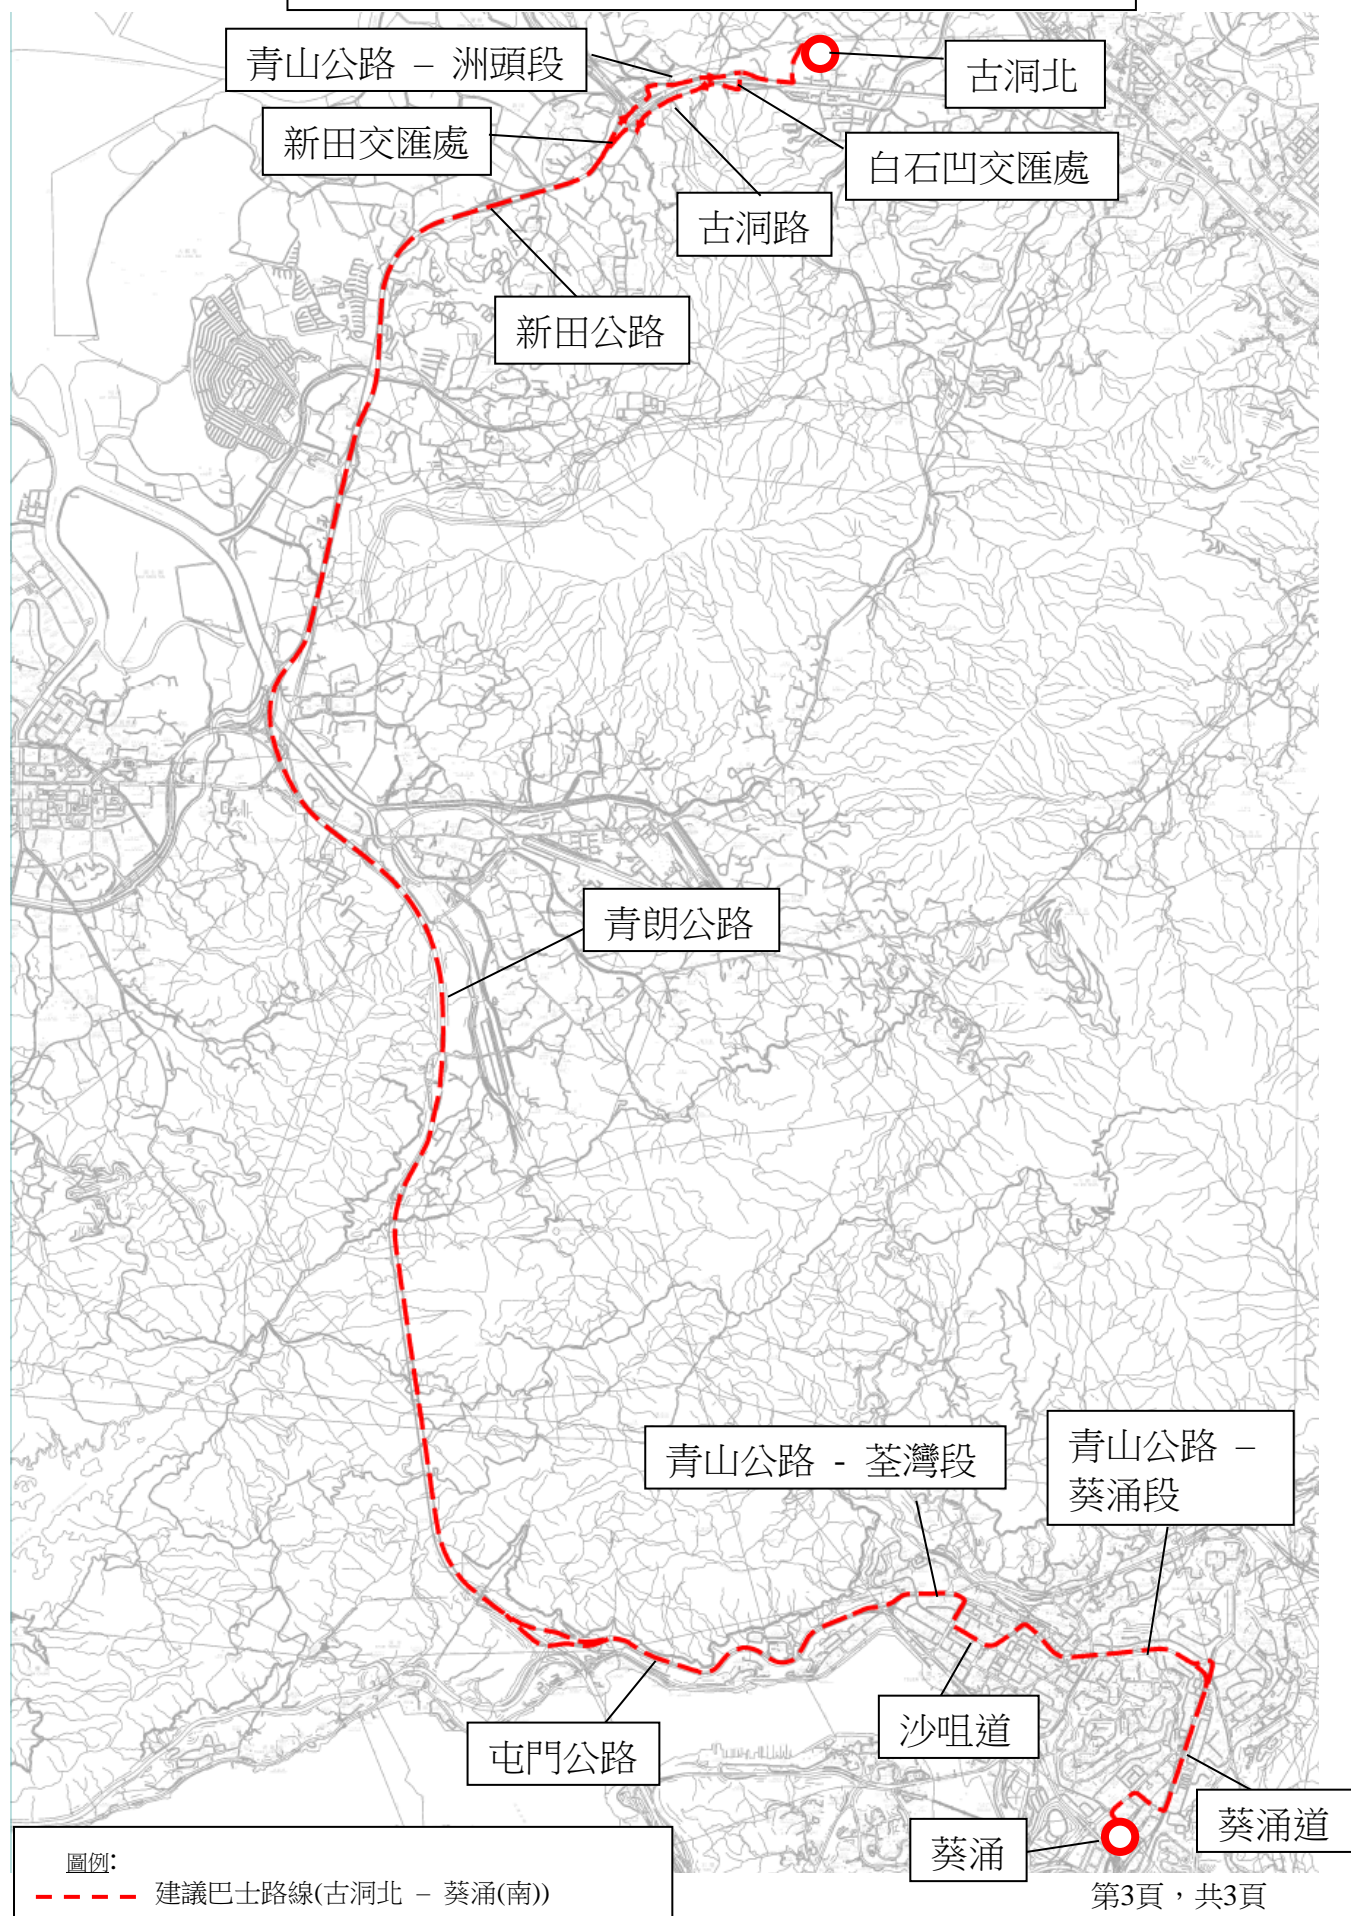 青山公路 – 洲頭段
古洞北
新田交匯處
白石凹交匯處
古洞路
新田公路
青朗公路
青山公路 - 荃灣段
青山公路 –
葵涌段
沙咀道
屯門公路
葵涌道
葵涌
圖例:
建議巴士路線(古洞北 – 葵涌(南))
第3頁，共3頁